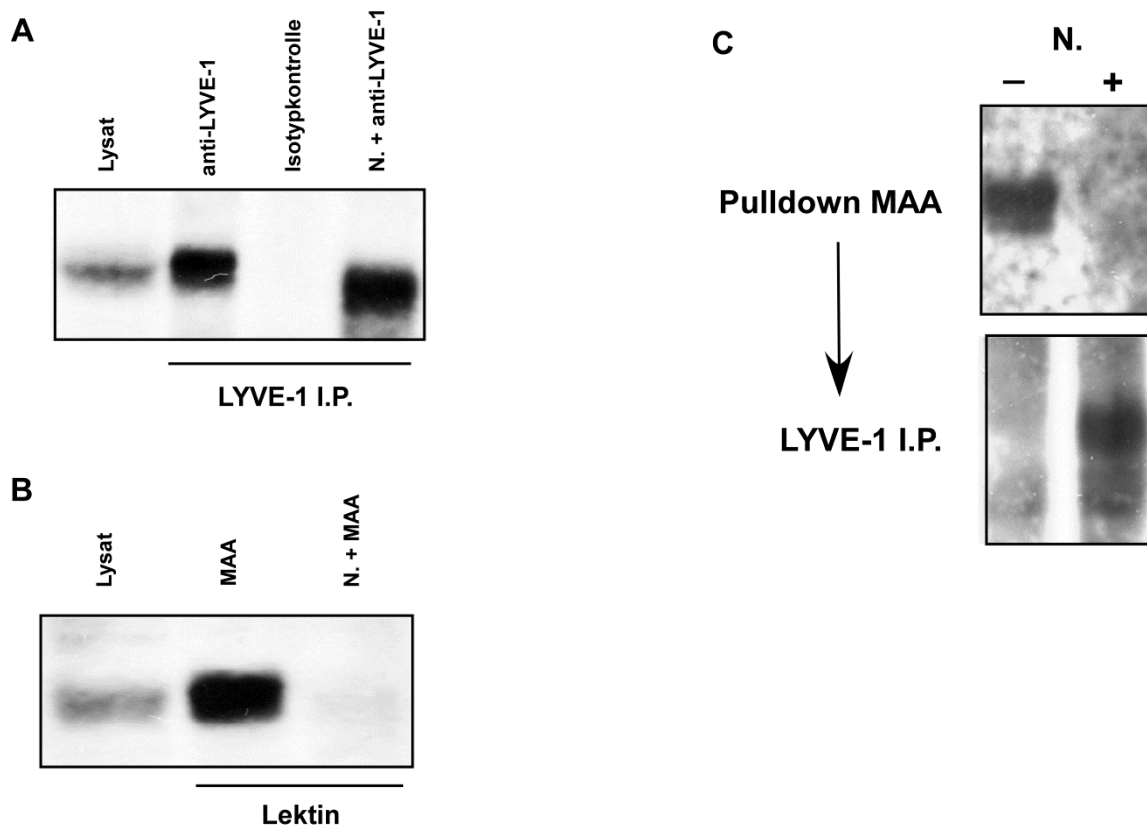 A
Lysat
anti-LYVE-1
Isotypkontrolle
N. + anti-LYVE-1
LYVE-1 I.P.
B
Lysat
MAA
N. + MAA
Lektin
C
N.
– +
Pulldown MAA
LYVE-1 I.P.